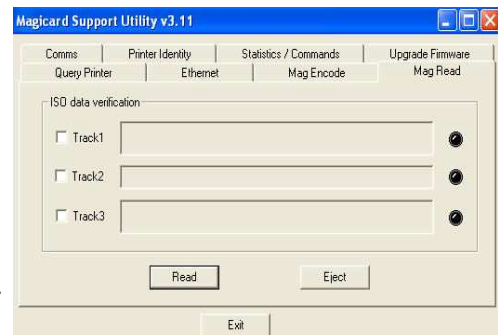 Magicard Support Utility v3.11
Comms Printer Identity Statistics / Commands Upgrade Firmware
Query Printer Ethernet Mag Encode Mag Read
ISO data verification
Track1
Track2
Track3
Read Eject
Exit